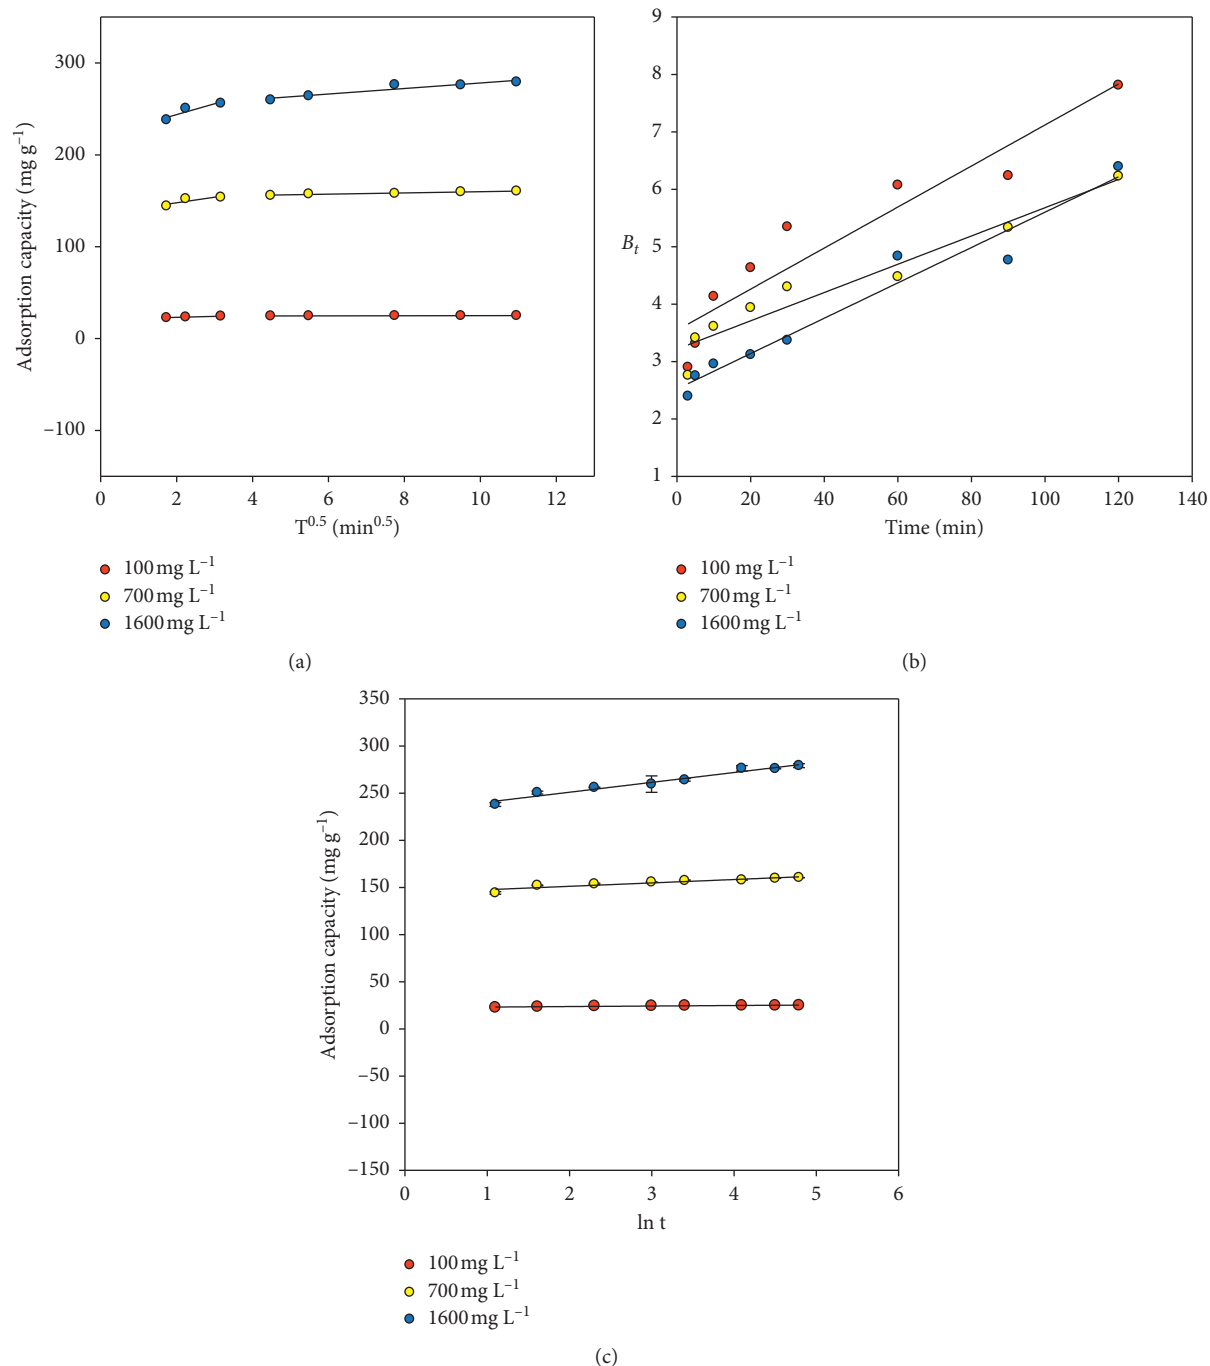 300
200
100
0
–100
Adsorption capacity (mg g⁻¹)
0 2 4 6 8 10 12
T⁰·⁵ (min⁰·⁵)
100 mg L⁻¹
700 mg L⁻¹
1600 mg L⁻¹
(a)
9
8
7
6
5
4
3
2
1
Bₜ
0 20 40 60 80 100 120 140
Time (min)
100 mg L⁻¹
700 mg L⁻¹
1600 mg L⁻¹
(b)
350
300
250
200
150
100
50
0
–50
–100
–150
Adsorption capacity (mg g⁻¹)
0 1 2 3 4 5 6
ln t
100 mg L⁻¹
700 mg L⁻¹
1600 mg L⁻¹
(c)